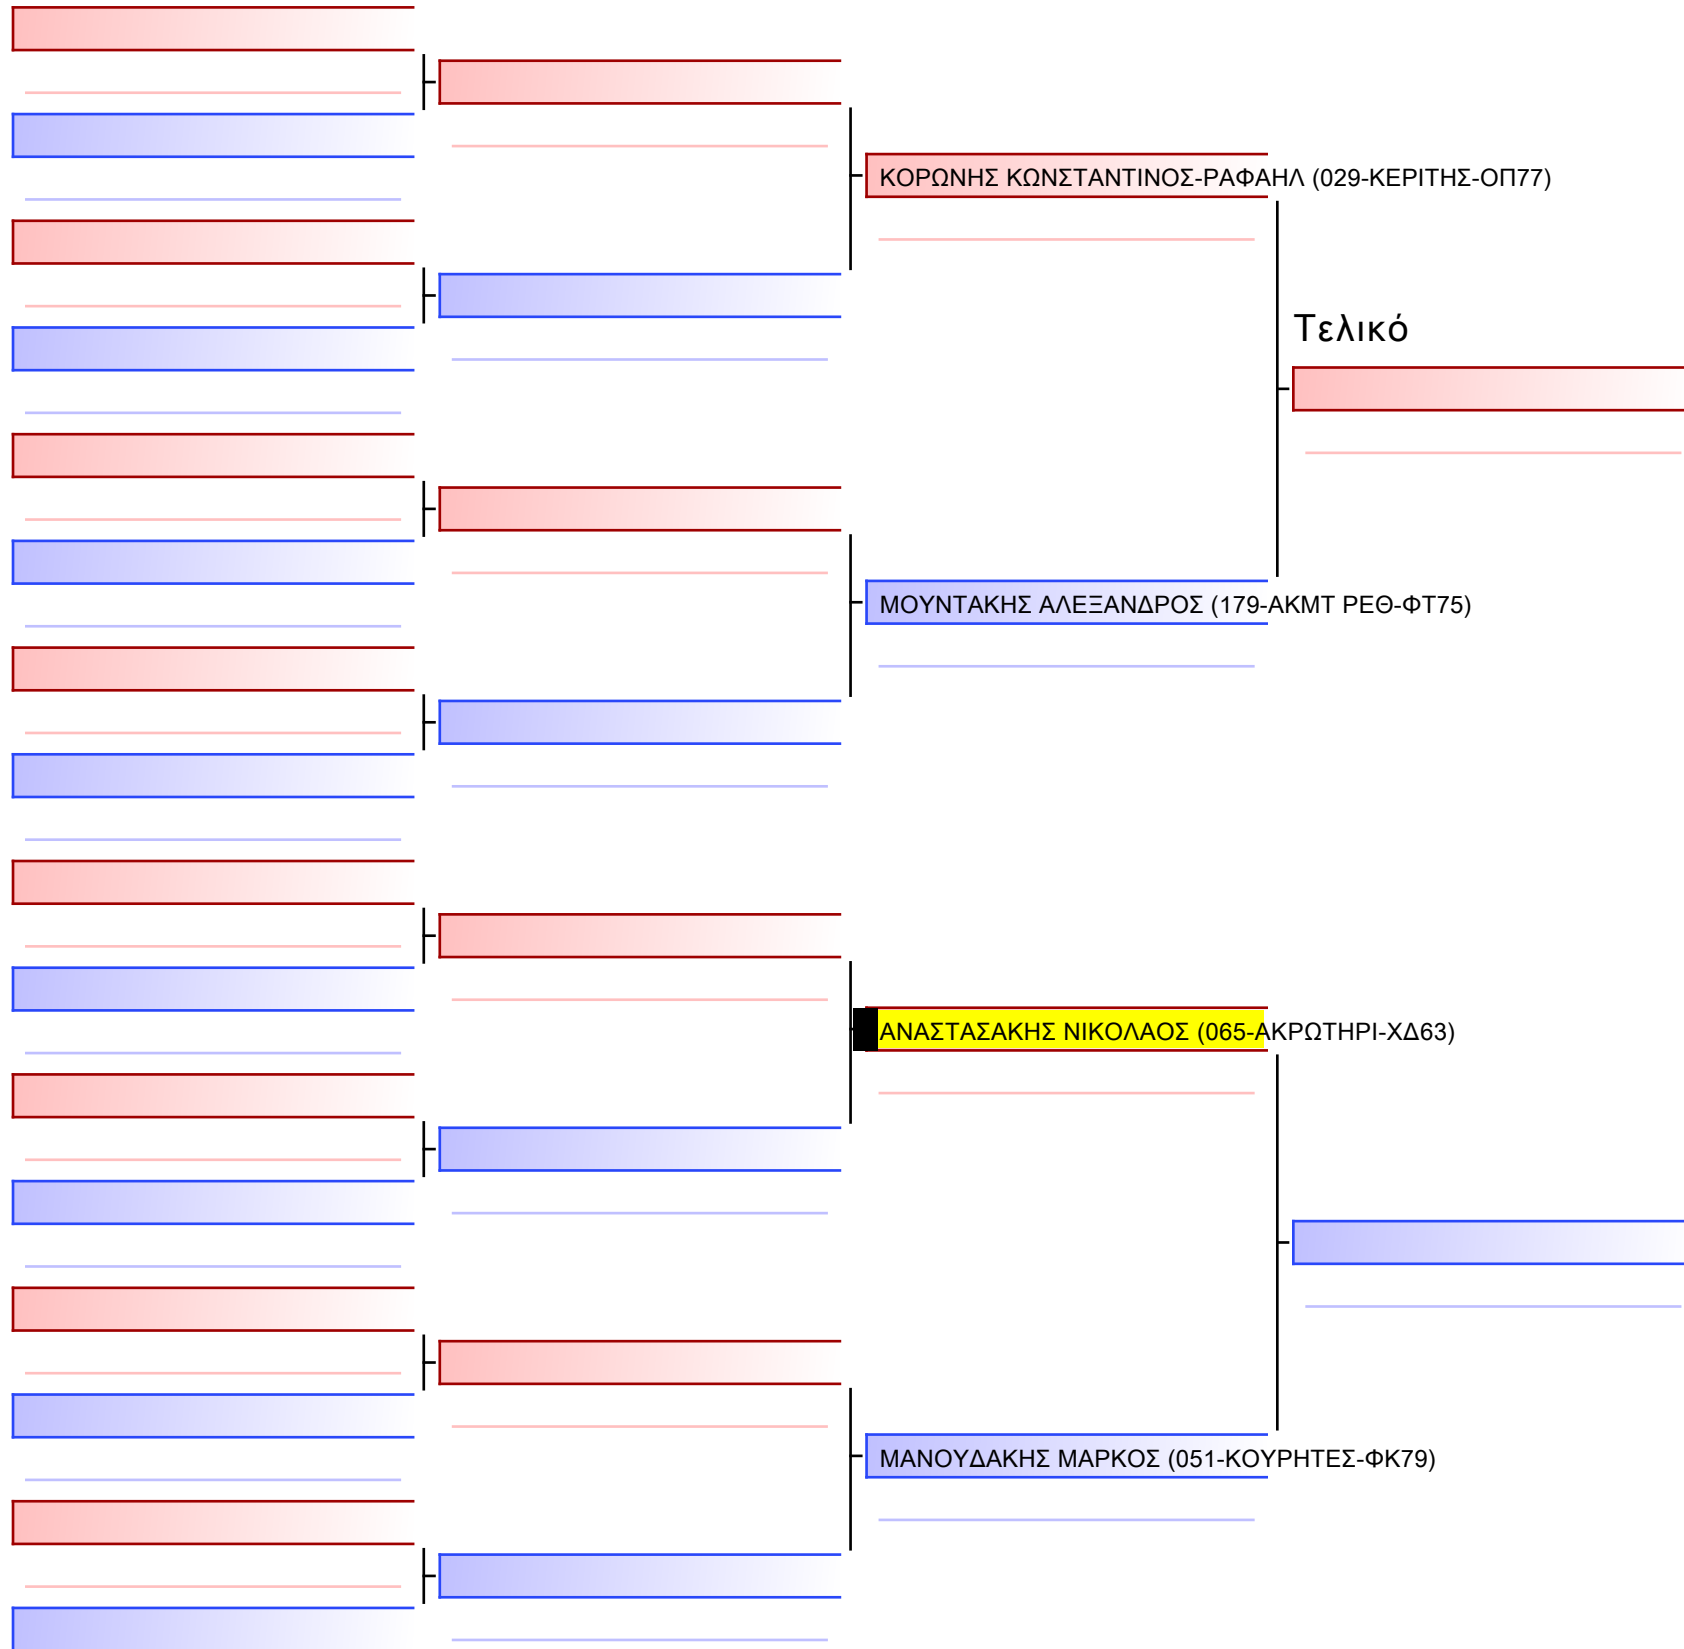 ΚΟΡΩΝΗΣ ΚΩΝΣΤΑΝΤΙΝΟΣ-ΡΑΦΑΗΛ (029-ΚΕΡΙΤΗΣ-ΟΠ77)
Τελικό
ΜΟΥΝΤΑΚΗΣ ΑΛΕΞΑΝΔΡΟΣ (179-ΑΚΜΤ ΡΕΘ-ΦΤ75)
ΑΝΑΣΤΑΣΑΚΗΣ ΝΙΚΟΛΑΟΣ (065-ΑΚΡΩΤΗΡΙ-ΧΔ63)
ΜΑΝΟΥΔΑΚΗΣ ΜΑΡΚΟΣ (051-ΚΟΥΡΗΤΕΣ-ΦΚ79)